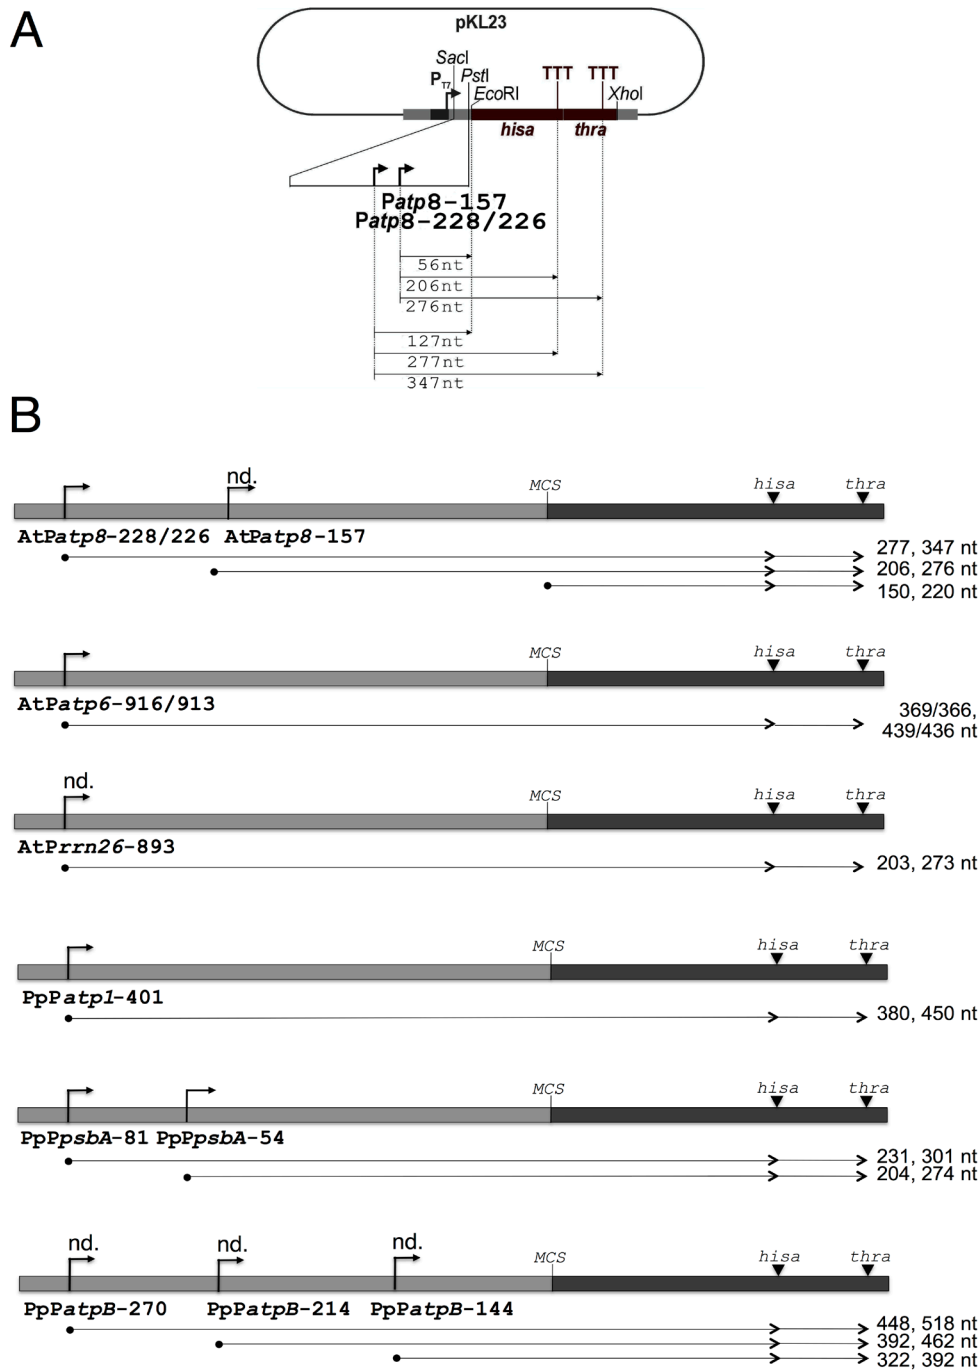 A
pKL23
SacI
PT7
PstI
EcoRI
TTT TTT
XhoI
hisa thra
Patp8-157
Patp8-228/226
56nt
206nt
276nt
127nt
277nt
347nt
B
nd.
MCS hisa thra
AtPatp8-228/226 AtPatp8-157
277, 347 nt
206, 276 nt
150, 220 nt
MCS hisa thra
AtPatp6-916/913
369/366,
439/436 nt
nd.
MCS hisa thra
AtPrrn26-893
203, 273 nt
MCS hisa thra
PpPatp1-401
380, 450 nt
MCS hisa thra
PpPpsbA-81 PpPpsbA-54
231, 301 nt
204, 274 nt
nd. nd. nd.
MCS hisa thra
PpPatpB-270 PpPatpB-214 PpPatpB-144
448, 518 nt
392, 462 nt
322, 392 nt